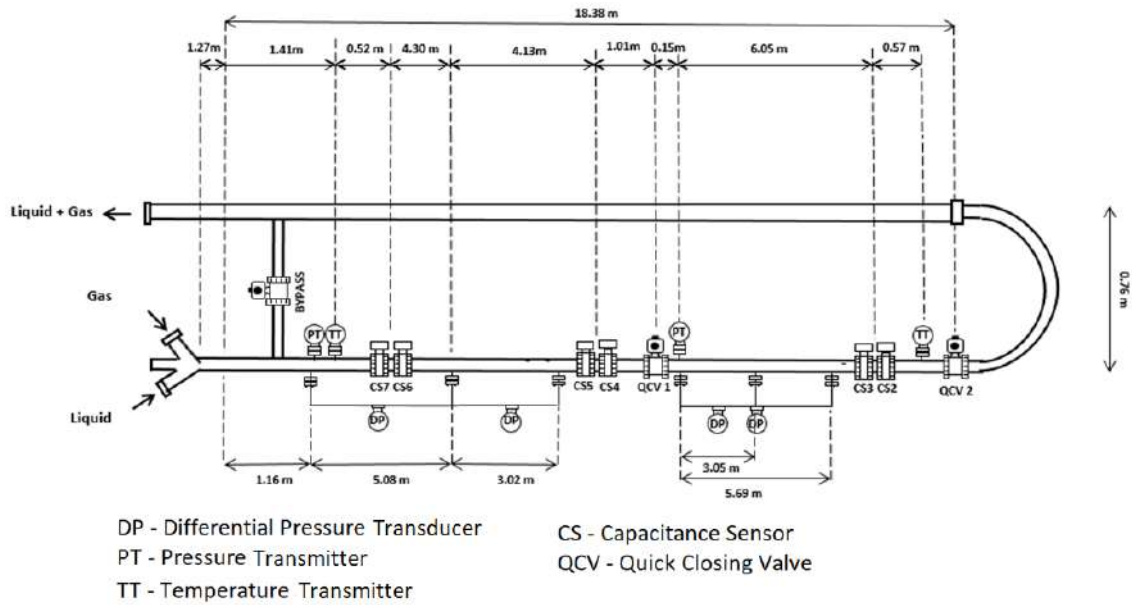 18.38 m
1.27m
1.41m
0.52 m
4.30 m
4.13m
1.01m
0.15m
6.05 m
0.57 m
Liquid + Gas
BYPASS
0.76 m
Gas
PT
TT
PT
TT
CS7
CS6
CS5
CS4
QCV 1
CS3
CS2
QCV 2
Liquid
DP
DP
DP
DP
3.05 m
1.16 m
5.08 m
3.02 m
5.69 m
DP - Differential Pressure Transducer
CS - Capacitance Sensor
PT - Pressure Transmitter
QCV - Quick Closing Valve
TT - Temperature Transmitter